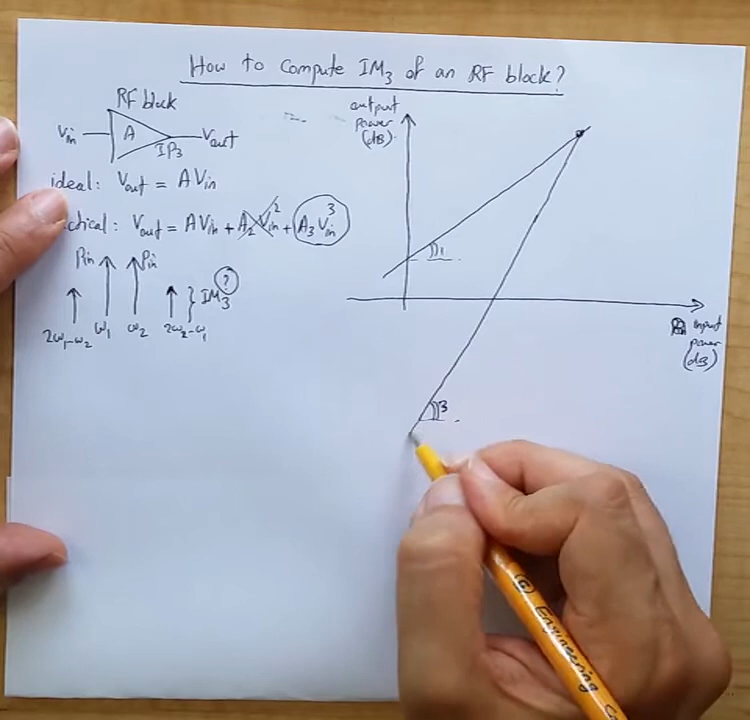 How to compute IM3 of an RF block?
RF block
Vin A Vout
IP3
ideal: Vout = A Vin
ctical: Vout = A Vin + A2 Vin² + A3 Vin³
Pin Pin
IM3 ?
2ω1-ω2 ω1 ω2 2ω2-ω1
output
power
(dB)
1
input
power
(dB)
3
Engineering